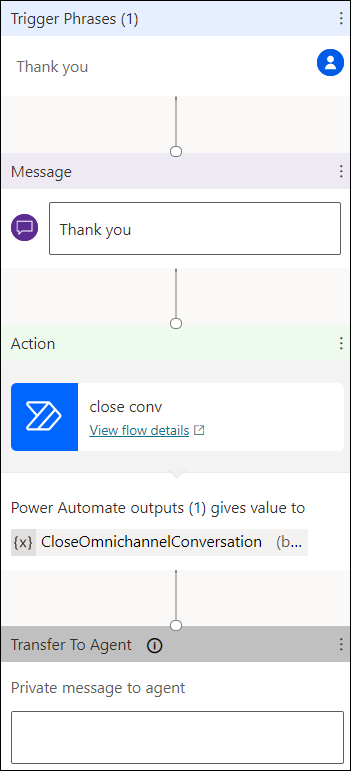 Trigger Phrases (1)
Thank you
Message
Thank you
Action
close conv
View flow details
Power Automate outputs (1) gives value to
{x} CloseOmnichannelConversation (b...
Transfer To Agent
Private message to agent